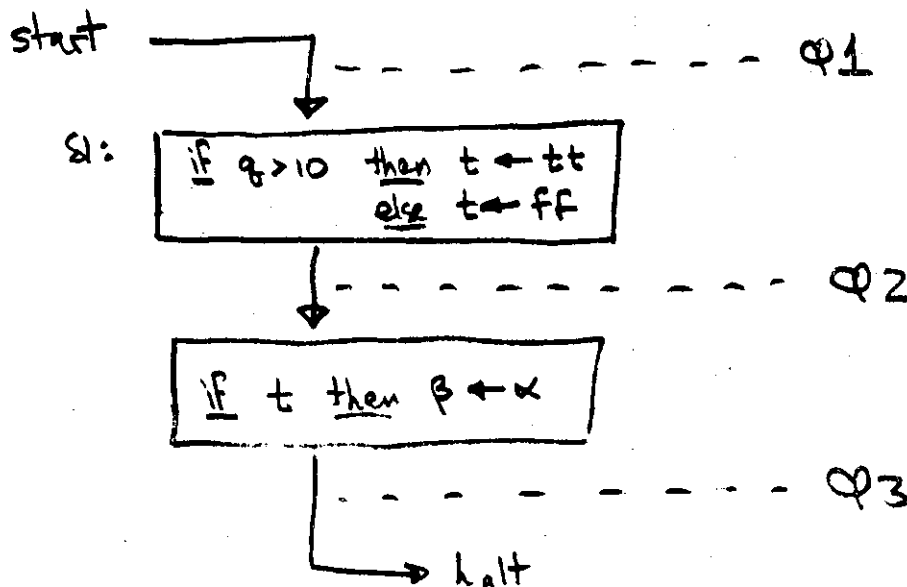 start
φ1
S1:
if q > 10 then t ← tt
else t ← ff
φ2
if t then β ← α
φ3
halt